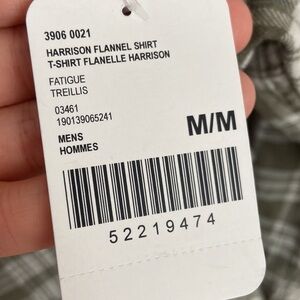 3906 0021
HARRISON FLANNEL SHIRT
T-SHIRT FLANELLE HARRISON
FATIGUE
TREILLIS
03461
190139065241
M/M
MENS
HOMMES
52219474